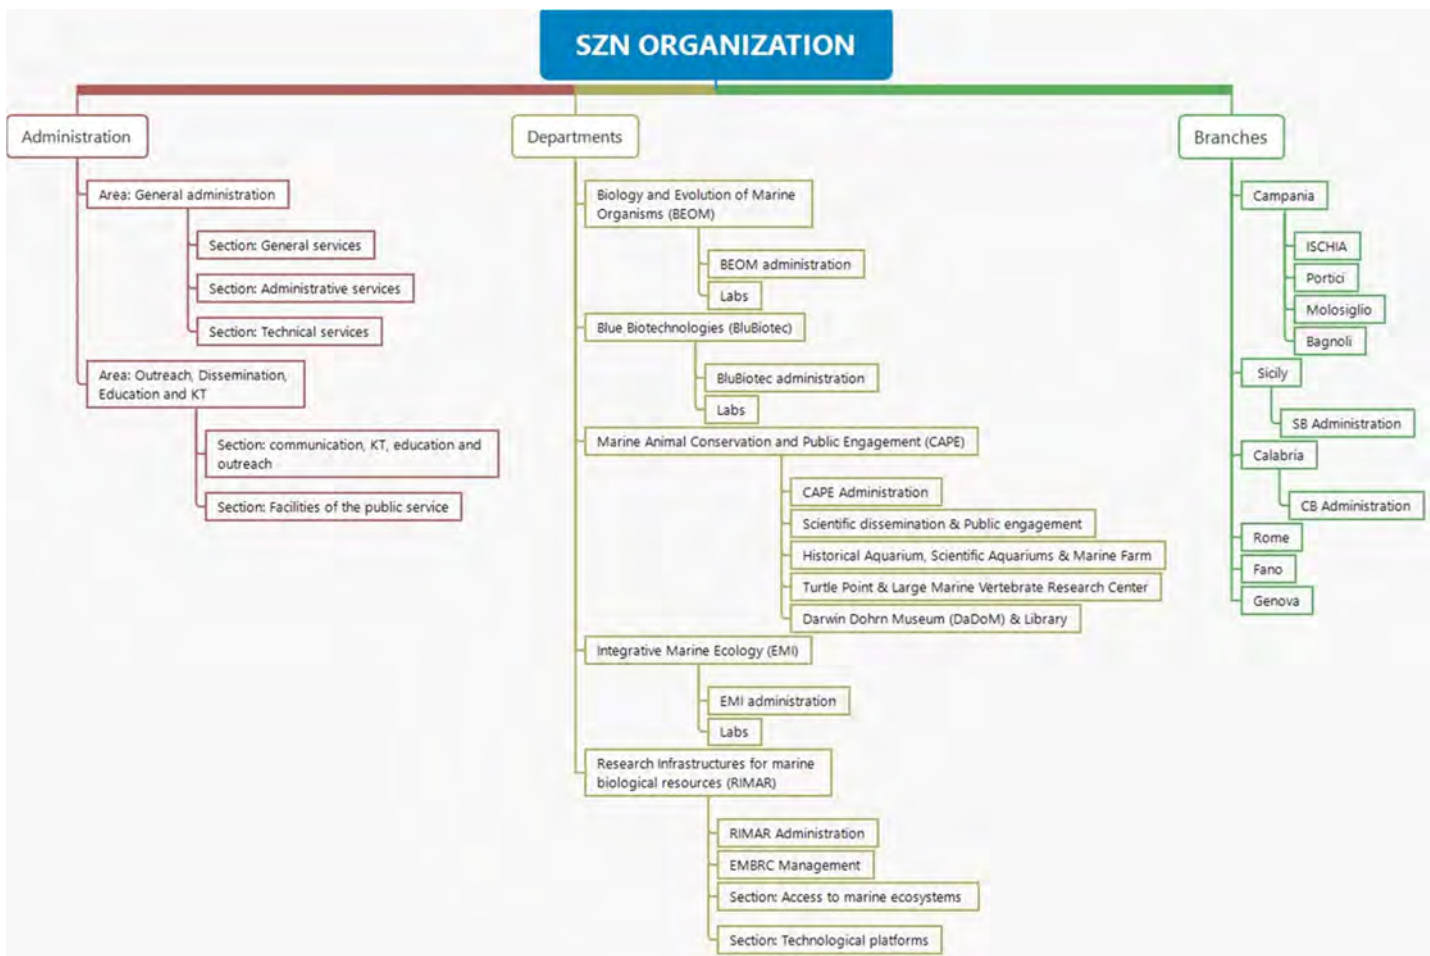 SZN ORGANIZATION
Administration
Area: General administration
Section: General services
Section: Administrative services
Section: Technical services
Area: Outreach, Dissemination,
Education and KT
Section: communication, KT, education and
outreach
Section: Facilities of the public service
Departments
Biology and Evolution of Marine
Organisms (BEOM)
BEOM administration
Labs
Blue Biotechnologies (BluBiotec)
BluBiotec administration
Labs
Marine Animal Conservation and Public Engagement (CAPE)
CAPE Administration
Scientific dissemination & Public engagement
Historical Aquarium, Scientific Aquariums & Marine Farm
Turtle Point & Large Marine Vertebrate Research Center
Darwin Dohrn Museum (DaDoM) & Library
Integrative Marine Ecology (EMI)
EMI administration
Labs
Research Infrastructures for marine
biological resources (RIMAR)
RIMAR Administration
EMBRC Management
Section: Access to marine ecosystems
Section: Technological platforms
Branches
Campania
ISCHIA
Portici
Molosiglio
Bagnoli
Sicily
SB Administration
Calabria
CB Administration
Rome
Fano
Genova